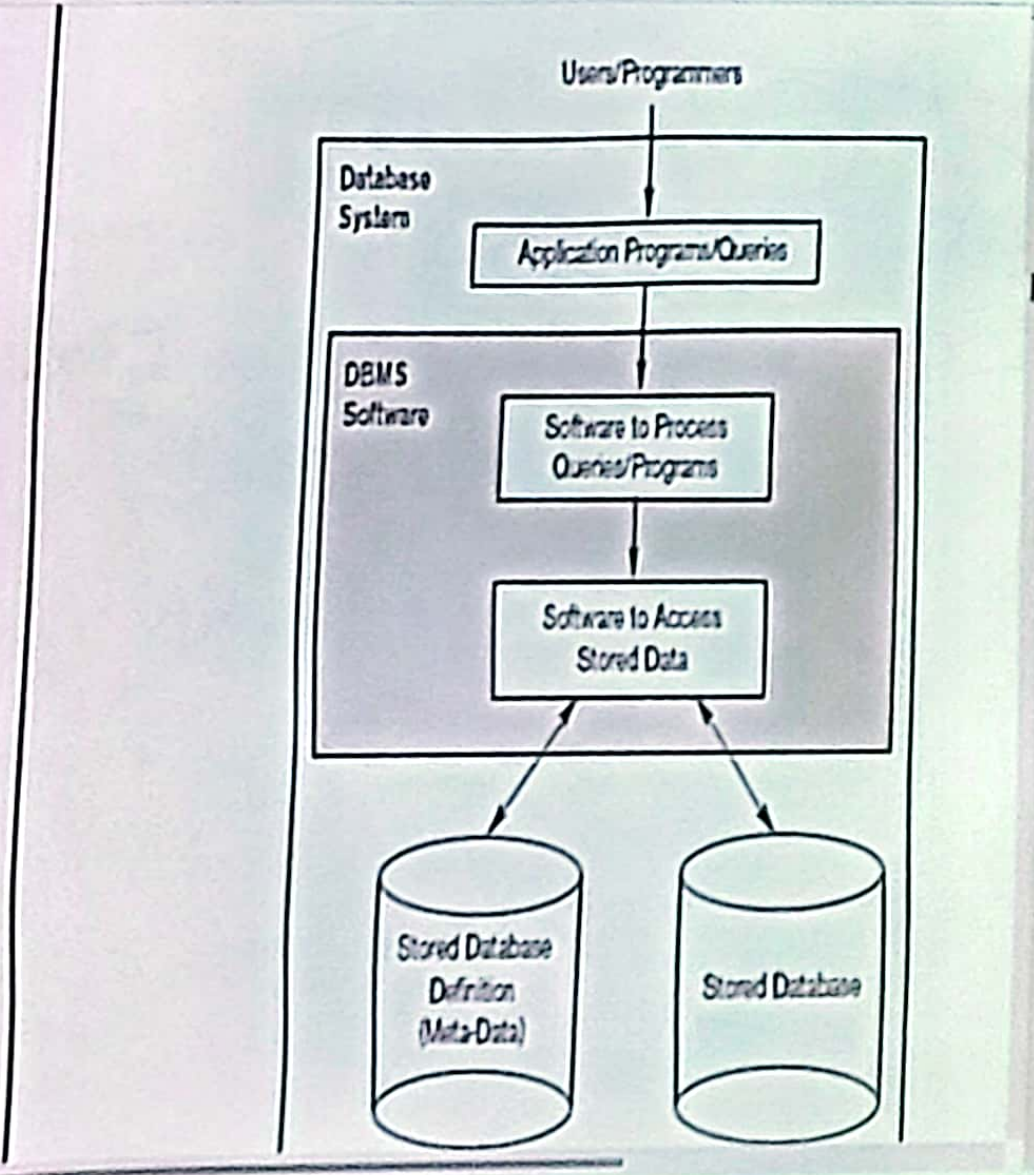 Users/Programmers
Database
System
Application Programs/Queries
DBMS
Software
Software to Process
Queries/Programs
Software to Access
Stored Data
Stored Database
Definition
(Meta-Data)
Stored Database